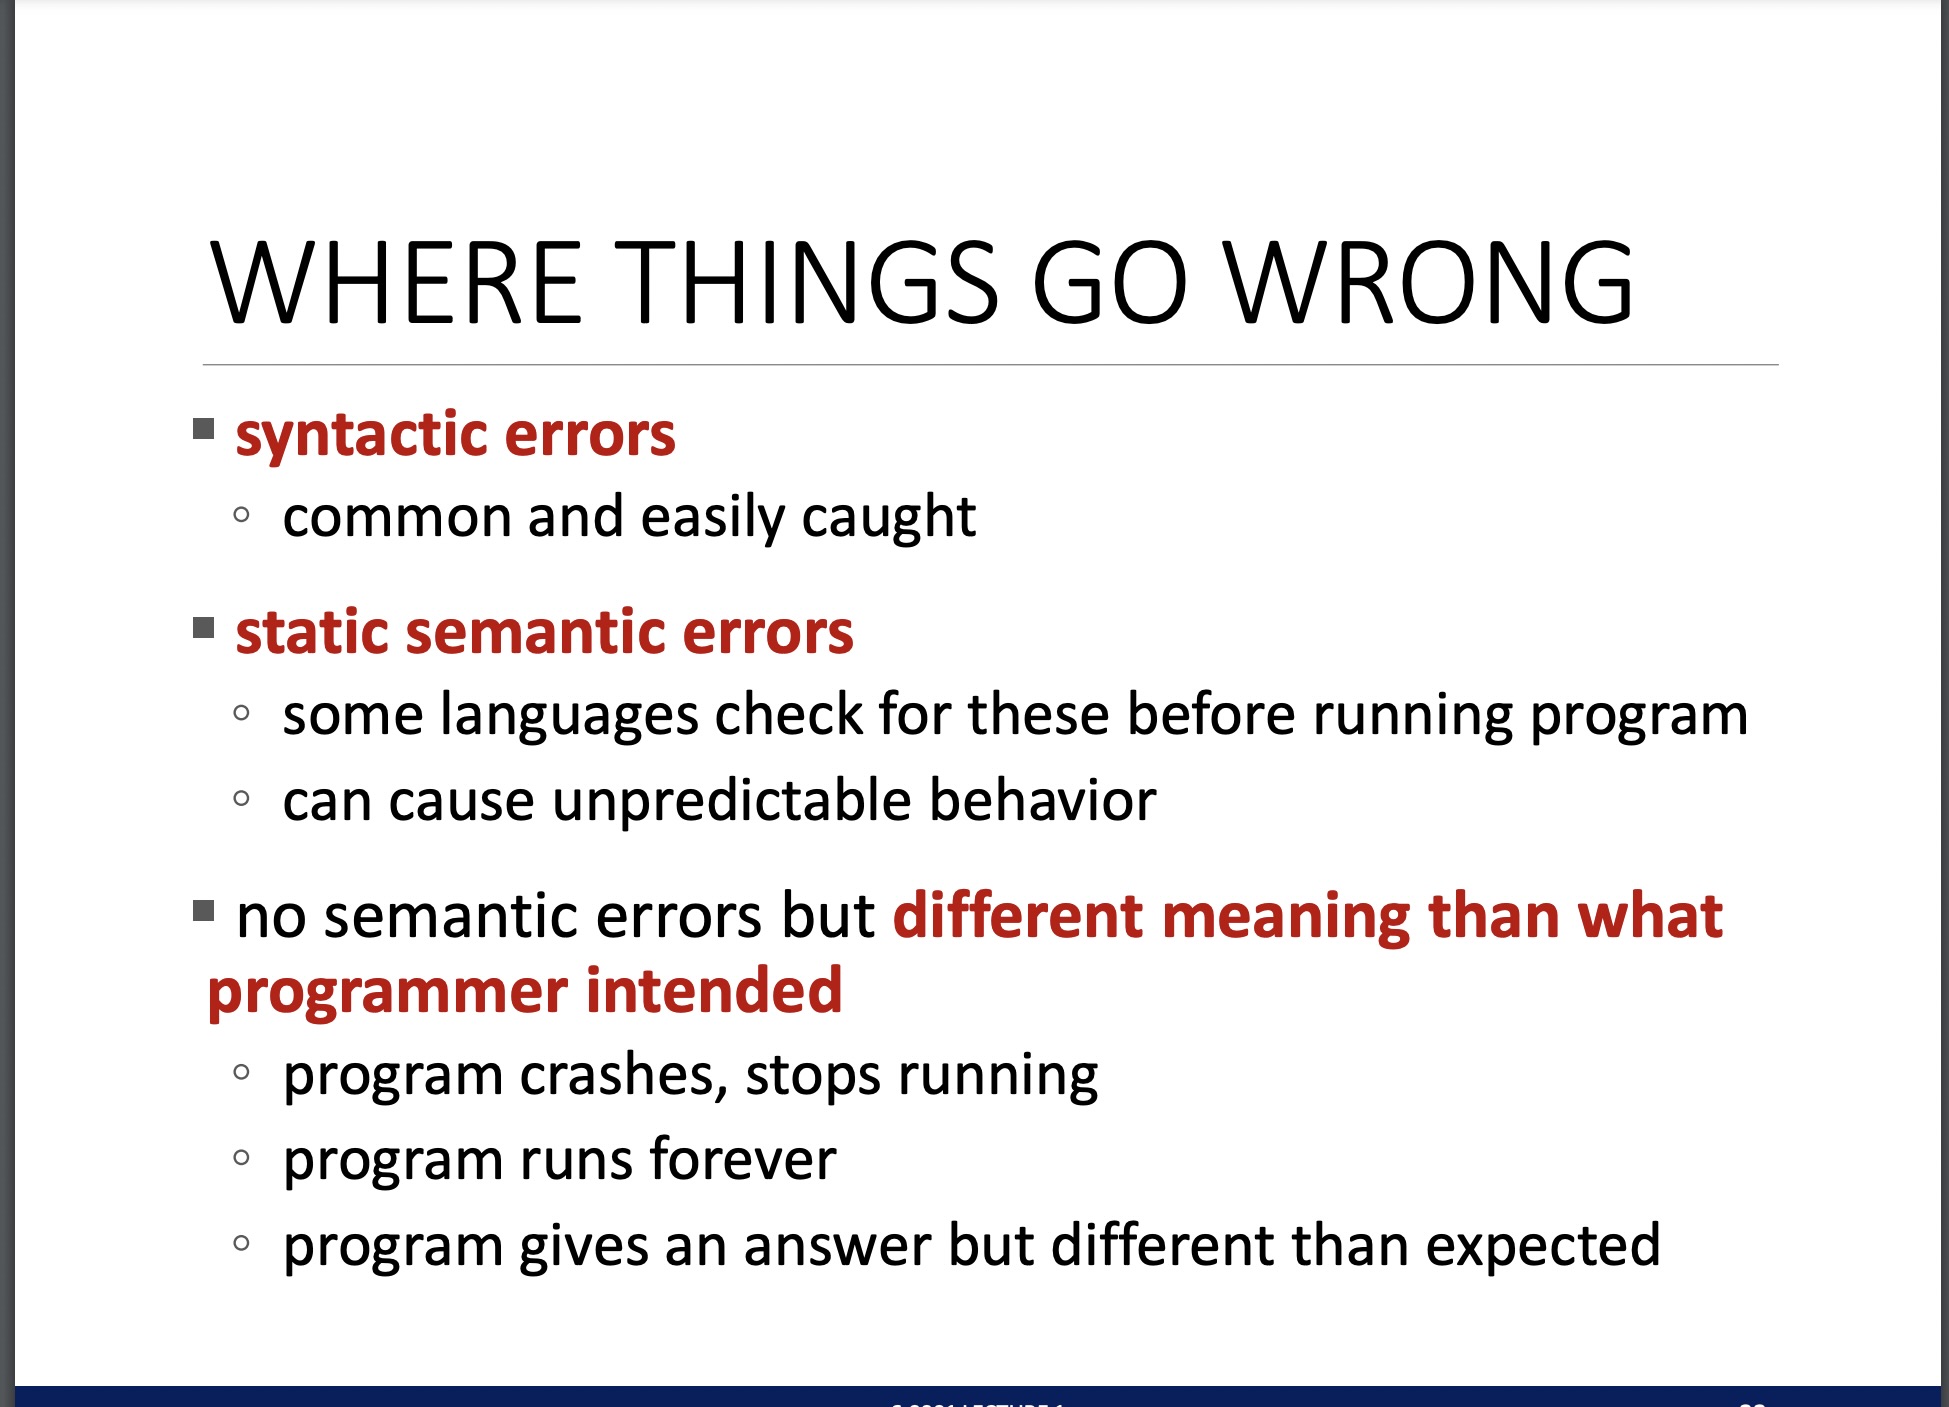 WHERE THINGS GO WRONG
syntactic errors
common and easily caught
static semantic errors
some languages check for these before running program
can cause unpredictable behavior
no semantic errors but different meaning than what
programmer intended
program crashes, stops running
program runs forever
program gives an answer but different than expected